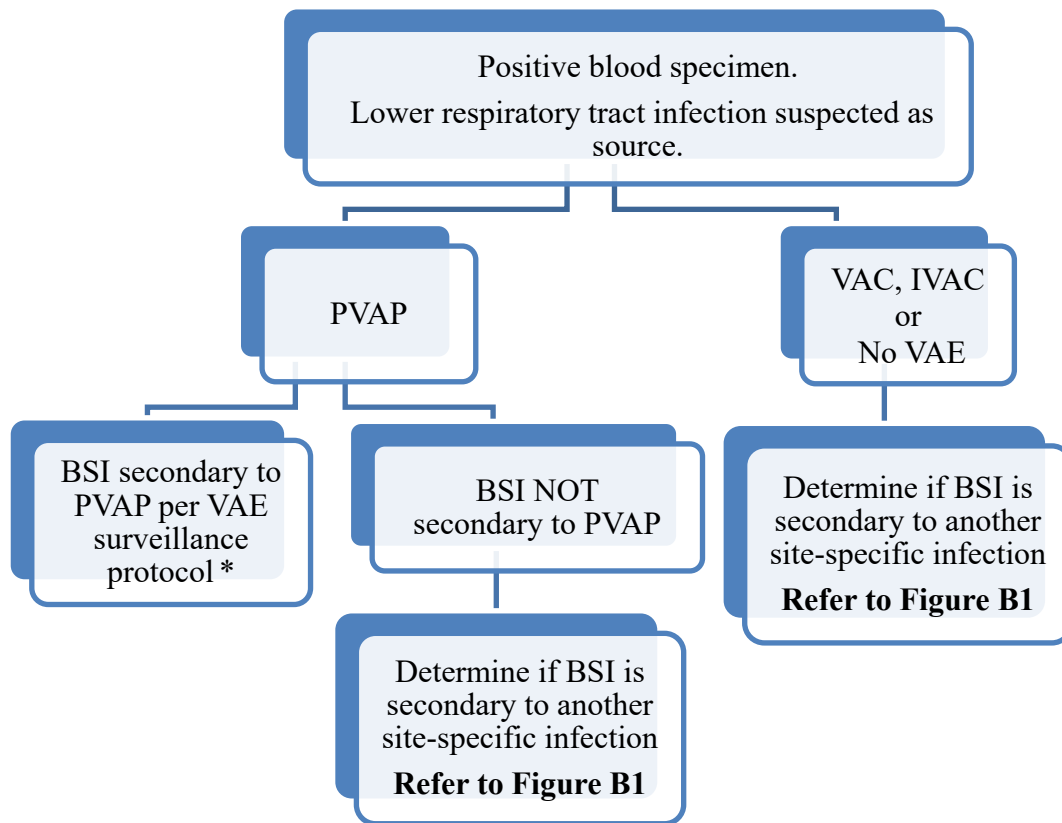 Positive blood specimen.
Lower respiratory tract infection suspected as
source.
PVAP
VAC, IVAC
or
No VAE
BSI secondary to
PVAP per VAE
surveillance
protocol *
BSI NOT
secondary to PVAP
Determine if BSI is
secondary to another
site-specific infection
Refer to Figure B1
Determine if BSI is
secondary to another
site-specific infection
Refer to Figure B1